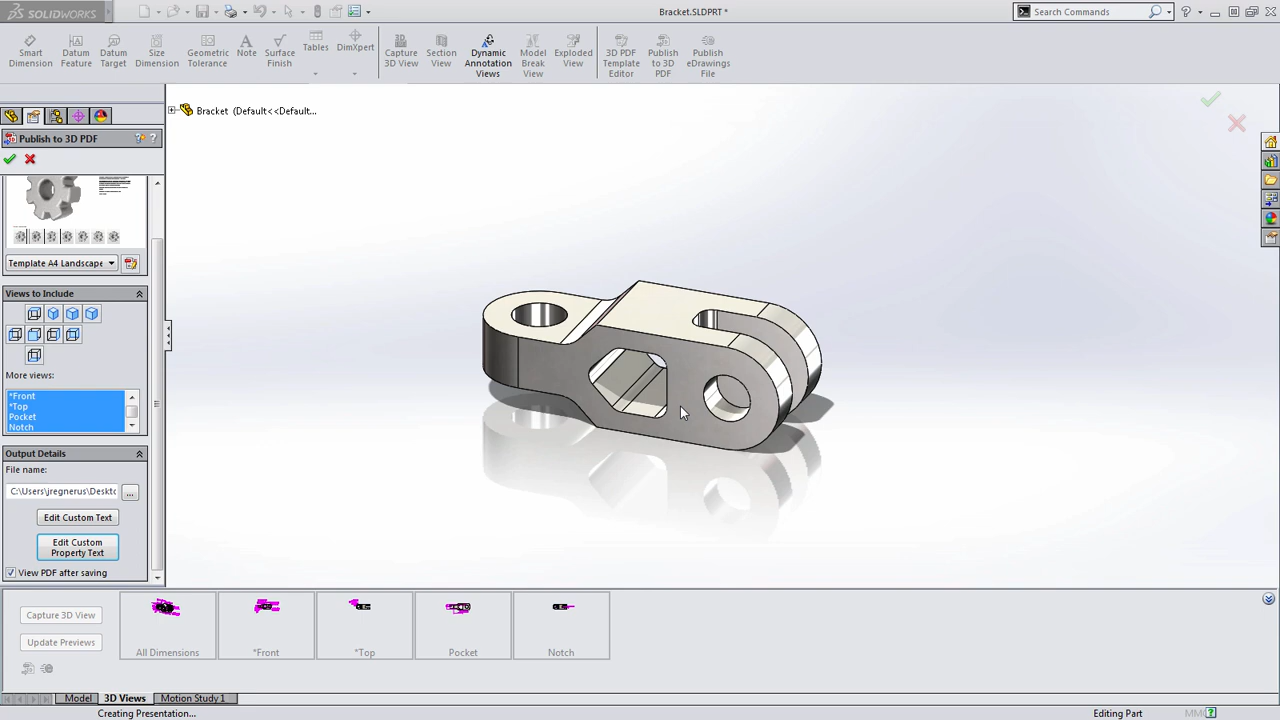 SOLIDWORKS
Bracket.SLDPRT *
Search Commands
Smart Dimension
Datum Feature
Datum Target
Size Dimension
Geometric Tolerance
Note
Surface Finish
Tables
DimXpert
Capture 3D View
Section View
Dynamic Annotation Views
Model Break View
Exploded View
3D PDF Template Editor
Publish to 3D PDF
Publish eDrawings File
Bracket (Default<<Default...
Publish to 3D PDF
Template A4 Landscape
Views to Include
More views:
*Front
*Top
Pocket
Notch
Output Details
File name:
C:\Users\jregnerus\Deskto
...
Edit Custom Text
Edit Custom
Property Text
View PDF after saving
Capture 3D View
Update Previews
All Dimensions
*Front
*Top
Pocket
Notch
Model
3D Views
Motion Study 1
Creating Presentation...
Editing Part